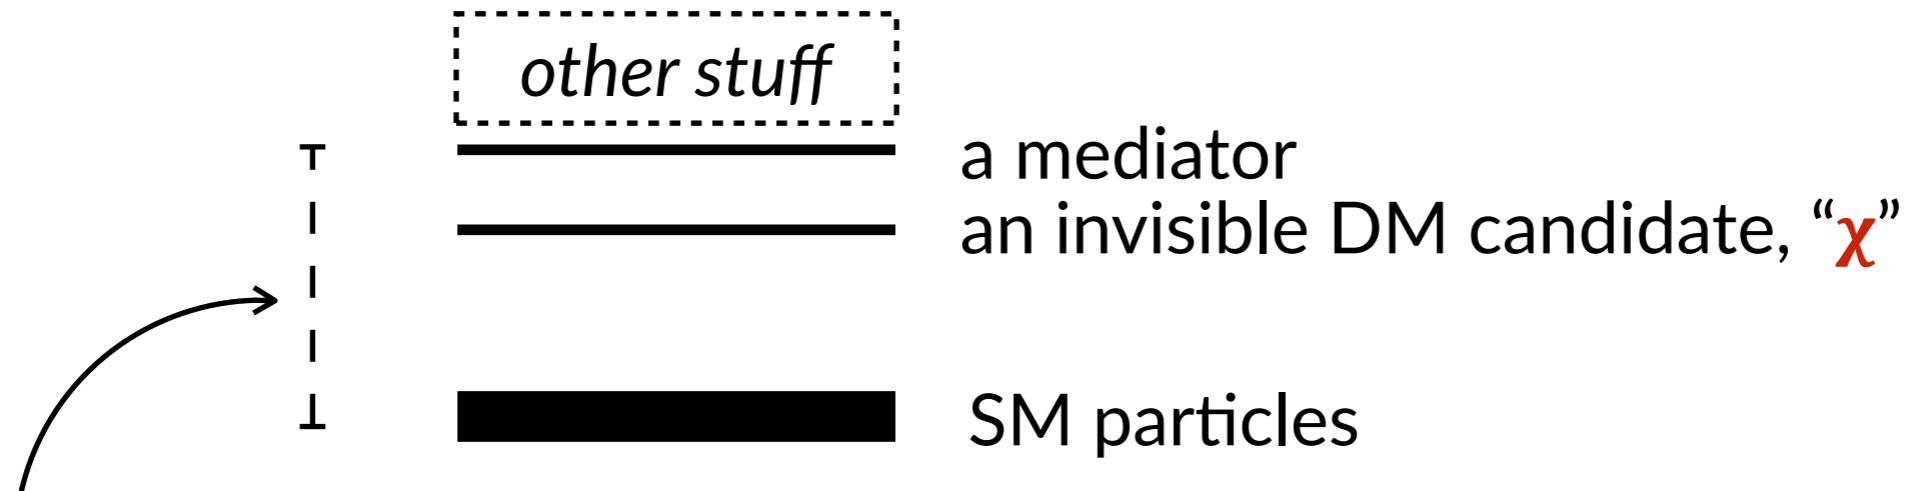 other stuff
a mediator
an invisible DM candidate, “χ”
SM particles